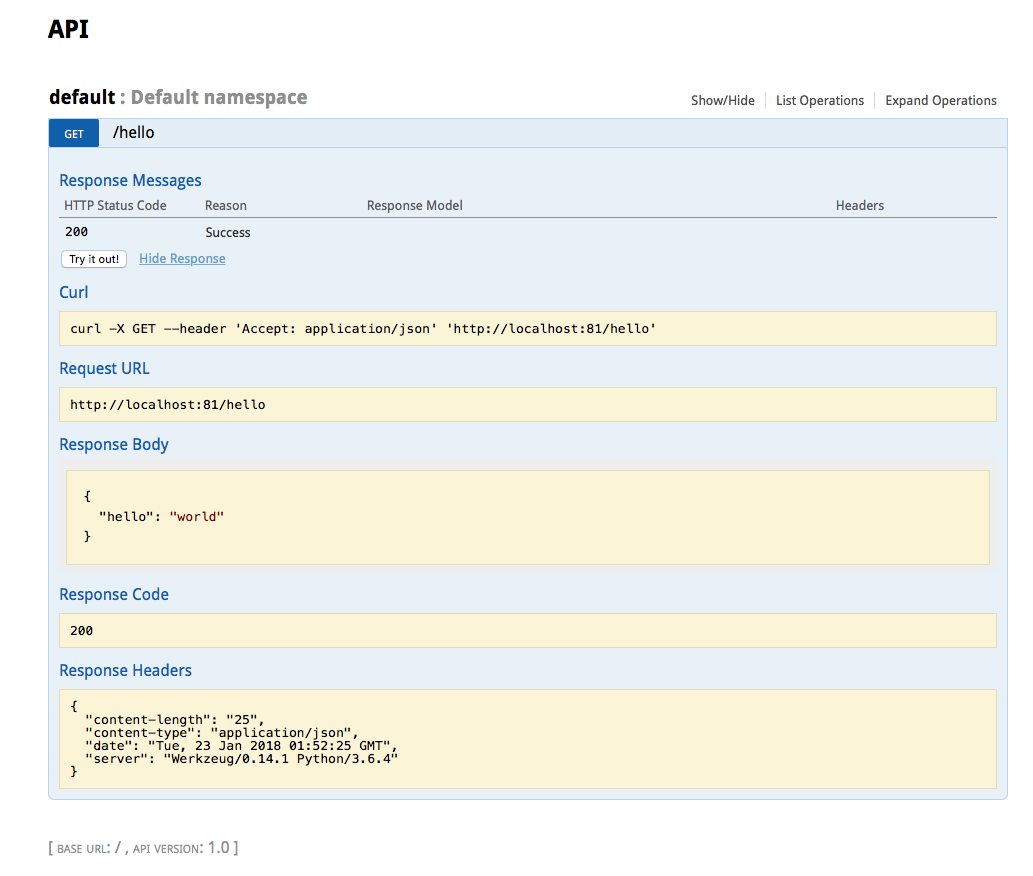 API
default : Default namespace
Show/Hide List Operations Expand Operations
GET /hello
Response Messages
HTTP Status Code Reason Response Model Headers
200 Success
Try it out! Hide Response
Curl
curl -X GET --header 'Accept: application/json' 'http://localhost:81/hello'
Request URL
http://localhost:81/hello
Response Body
{
  "hello": "world"
}
Response Code
200
Response Headers
{
  "content-length": "25",
  "content-type": "application/json",
  "date": "Tue, 23 Jan 2018 01:52:25 GMT",
  "server": "Werkzeug/0.14.1 Python/3.6.4"
}
[ BASE URL: / , API VERSION: 1.0 ]